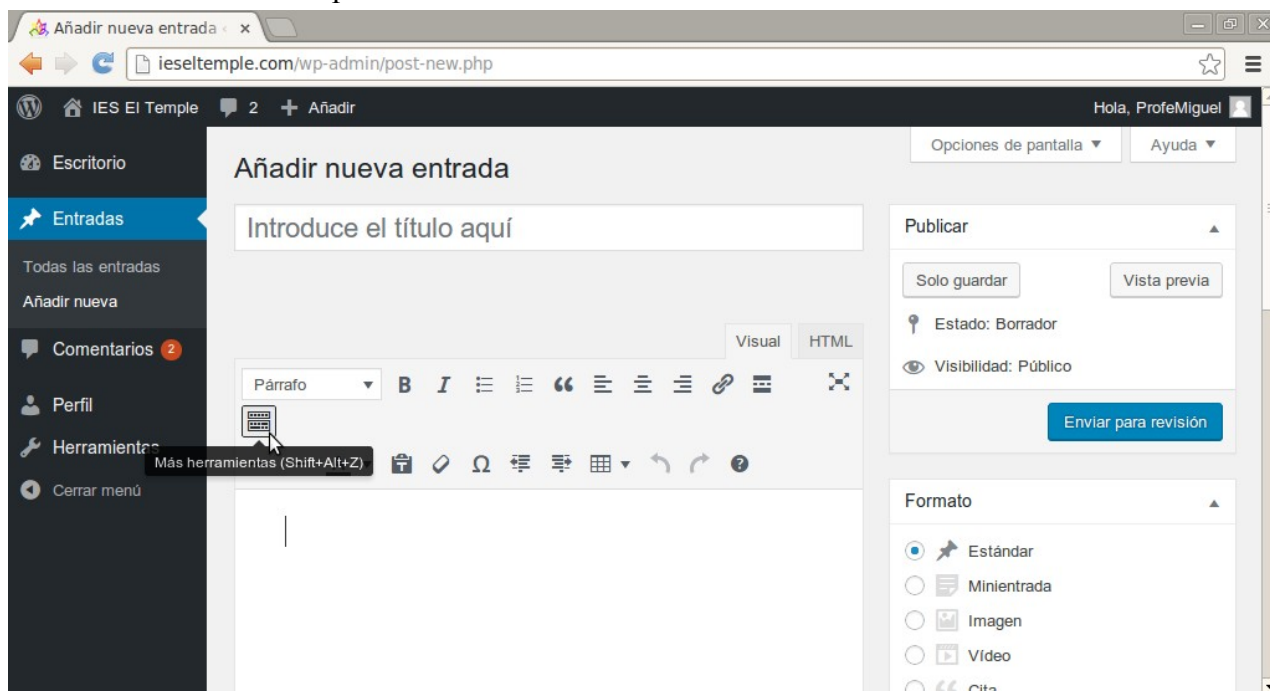 Añadir nueva entrada
ieseltemple.com/wp-admin/post-new.php
IES El Temple 2 + Añadir Hola, ProfeMiguel
Opciones de pantalla Ayuda
Escritorio
Entradas
Todas las entradas
Añadir nueva
Comentarios 2
Perfil
Herramientas
Cerrar menú
Añadir nueva entrada
Introduce el título aquí
Visual HTML
Párrafo B I
Más herramientas (Shift+Alt+Z)
T Ω ?
Publicar
Solo guardar Vista previa
Estado: Borrador
Visibilidad: Público
Enviar para revisión
Formato
Estándar
Minientrada
Imagen
Vídeo
Cita